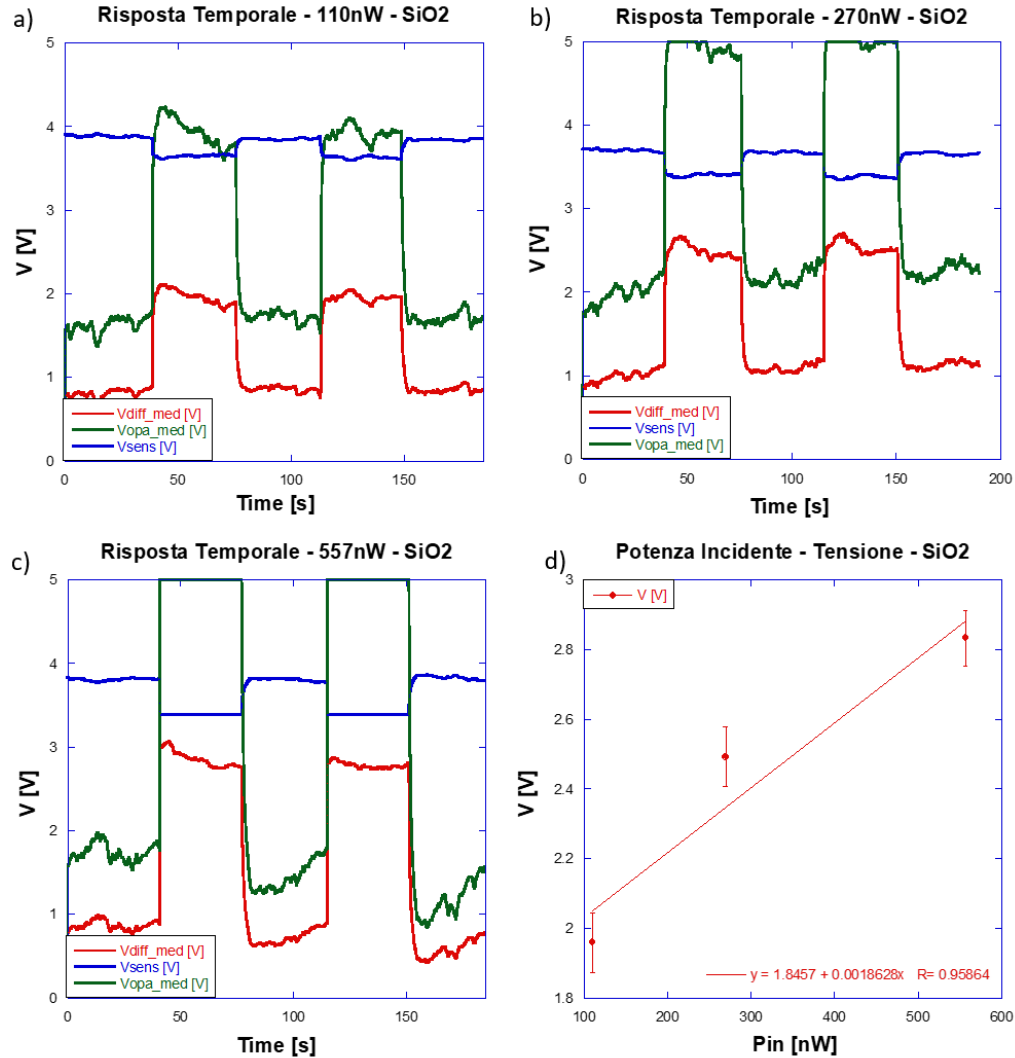 a)
Risposta Temporale - 110nW - SiO2
5
4
3
2
1
0
V [V]
Vdiff_med [V]
Vopa_med [V]
Vsens [V]
0
50
100
150
Time [s]
b)
Risposta Temporale - 270nW - SiO2
5
4
3
2
1
0
V [V]
Vdiff_med [V]
Vsens [V]
Vopa_med [V]
0
50
100
150
200
Time [s]
c)
Risposta Temporale - 557nW - SiO2
5
4
3
2
1
0
V [V]
Vdiff_med [V]
Vsens [V]
Vopa_med [V]
0
50
100
150
Time [s]
d)
Potenza Incidente - Tensione - SiO2
3
2.8
2.6
2.4
2.2
2
1.8
V [V]
V [V]
y = 1.8457 + 0.0018628x R= 0.95864
100
200
300
400
500
600
Pin [nW]